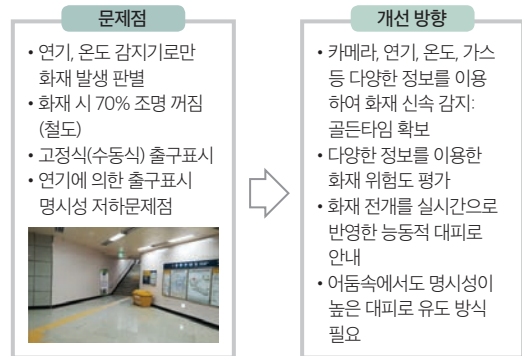 문제점
• 연기, 온도 감지기로만
화재 발생 판별
• 화재 시 70% 조명 꺼짐
(철도)
• 고정식(수동식) 출구표시
• 연기에 의한 출구표시
명시성 저하문제점
개선 방향
• 카메라, 연기, 온도, 가스
등 다양한 정보를 이용
하여 화재 신속 감지:
골든타임 확보
• 다양한 정보를 이용한
화재 위험도 평가
• 화재 전개를 실시간으로
반영한 능동적 대피로
안내
• 어둠속에서도 명시성이
높은 대피로 유도 방식
필요